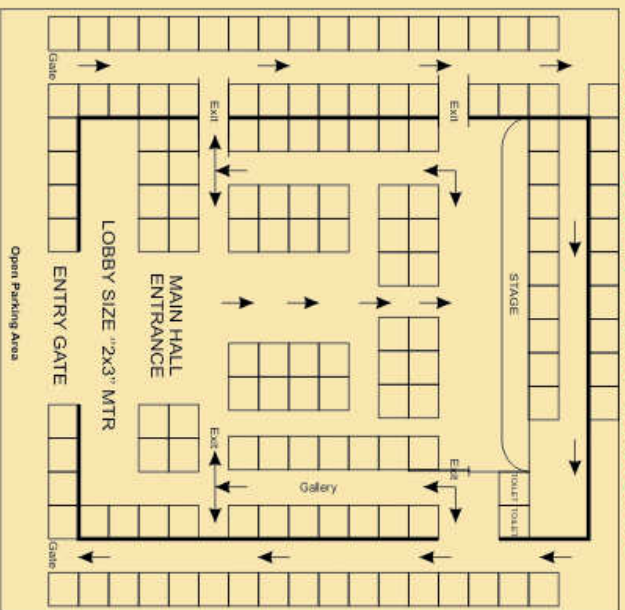 Gate
Exit
Exit
Open Parking Area
ENTRY GATE
LOBBY SIZE "2x3" MTR
MAIN HALL
ENTRANCE
STAGE
Exit
Exit
Gallery
TOILET
TOILET
Gate